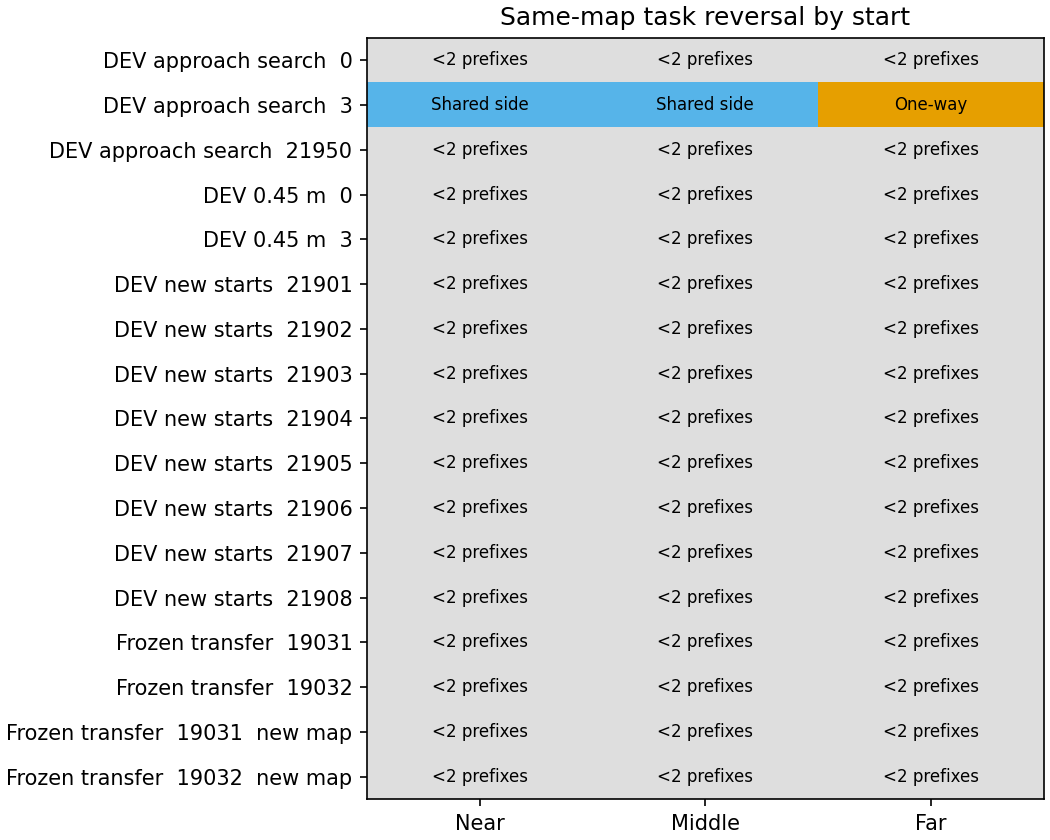 Same-map task reversal by start
DEV approach search  0 <2 prefixes <2 prefixes <2 prefixes
DEV approach search  3 Shared side Shared side One-way
DEV approach search  21950 <2 prefixes <2 prefixes <2 prefixes
DEV 0.45 m  0 <2 prefixes <2 prefixes <2 prefixes
DEV 0.45 m  3 <2 prefixes <2 prefixes <2 prefixes
DEV new starts  21901 <2 prefixes <2 prefixes <2 prefixes
DEV new starts  21902 <2 prefixes <2 prefixes <2 prefixes
DEV new starts  21903 <2 prefixes <2 prefixes <2 prefixes
DEV new starts  21904 <2 prefixes <2 prefixes <2 prefixes
DEV new starts  21905 <2 prefixes <2 prefixes <2 prefixes
DEV new starts  21906 <2 prefixes <2 prefixes <2 prefixes
DEV new starts  21907 <2 prefixes <2 prefixes <2 prefixes
DEV new starts  21908 <2 prefixes <2 prefixes <2 prefixes
Frozen transfer  19031 <2 prefixes <2 prefixes <2 prefixes
Frozen transfer  19032 <2 prefixes <2 prefixes <2 prefixes
Frozen transfer  19031  new map <2 prefixes <2 prefixes <2 prefixes
Frozen transfer  19032  new map <2 prefixes <2 prefixes <2 prefixes
Near Middle Far